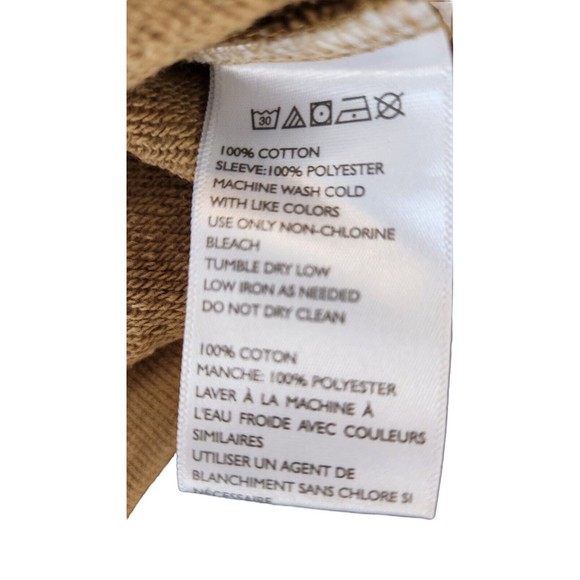 30
100% COTTON
SLEEVE:100% POLYESTER
MACHINE WASH COLD
WITH LIKE COLORS
USE ONLY NON-CHLORINE
BLEACH
TUMBLE DRY LOW
LOW IRON AS NEEDED
DO NOT DRY CLEAN
100% COTON
MANCHE: 100% POLYESTER
LAVER À LA MACHINE À
L'EAU FROIDE AVEC COULEURS
SIMILAIRES
UTILISER UN AGENT DE
BLANCHIMENT SANS CHLORE SI
NÉCESSAIRE